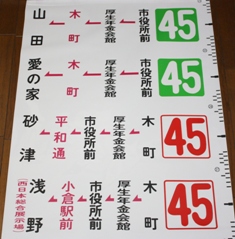 45
市役所前
厚生年金会館
木町
山田
45
市役所前
厚生年金会館
木町
愛の家
45
木町
厚生年金会館
市役所前
平和通
砂津
45
木町
厚生年金会館
市役所前
小倉駅前
浅野
(西日本総合展示場)